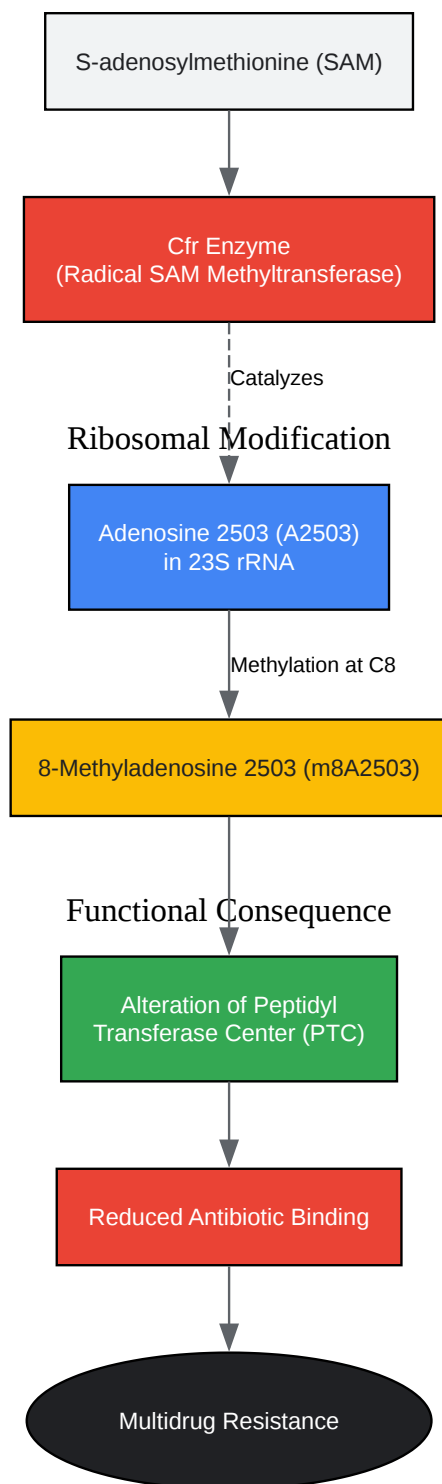 S-adenosylmethionine (SAM)
Cfr Enzyme
(Radical SAM Methyltransferase)
Catalyzes
Ribosomal Modification
Adenosine 2503 (A2503)
in 23S rRNA
Methylation at C8
8-Methyladenosine 2503 (m8A2503)
Functional Consequence
Alteration of Peptidyl
Transferase Center (PTC)
Reduced Antibiotic Binding
Multidrug Resistance